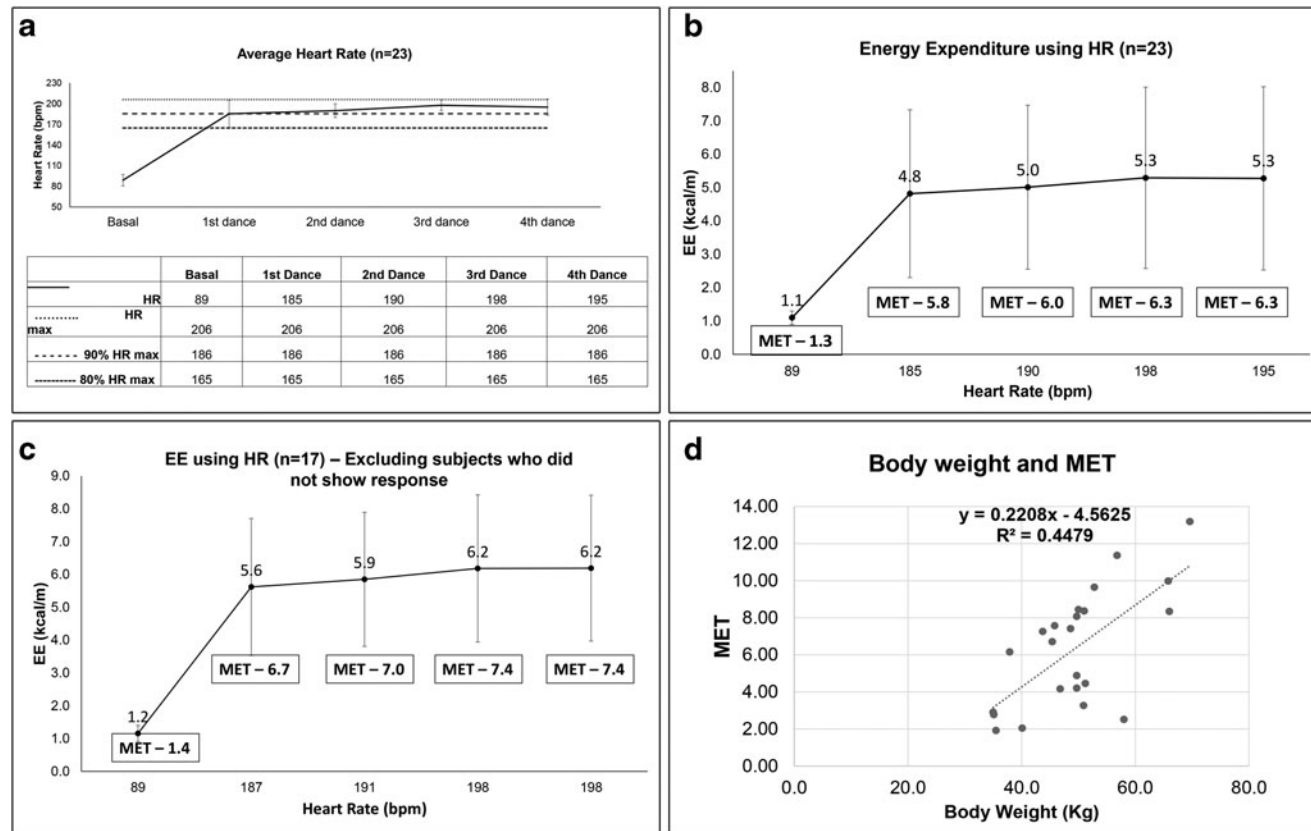 a
Average Heart Rate (n=23)
Heart Rate (bpm)
230
200
170
140
110
80
50
Basal 1st dance 2nd dance 3rd dance 4th dance
Basal 1st Dance 2nd Dance 3rd Dance 4th Dance
HR 89 185 190 198 195
HR
max 206 206 206 206 206
90% HR max 186 186 186 186 186
80% HR max 165 165 165 165 165
b
Energy Expenditure using HR (n=23)
EE (kcal/m)
8.0
7.0
6.0
5.0
4.0
3.0
2.0
1.0
0.0
1.1 4.8 5.0 5.3 5.3
MET – 1.3 MET – 5.8 MET – 6.0 MET – 6.3 MET – 6.3
89 185 190 198 195
Heart Rate (bpm)
c
EE using HR (n=17) – Excluding subjects who did
not show response
EE (kcal/m)
9.0
8.0
7.0
6.0
5.0
4.0
3.0
2.0
1.0
0.0
1.2 5.6 5.9 6.2 6.2
MET – 1.4 MET – 6.7 MET – 7.0 MET – 7.4 MET – 7.4
89 187 191 198 198
Heart Rate (bpm)
d
Body weight and MET
y = 0.2208x - 4.5625
R² = 0.4479
MET
14.00
12.00
10.00
8.00
6.00
4.00
2.00
0.00
0.0 20.0 40.0 60.0 80.0
Body Weight (Kg)